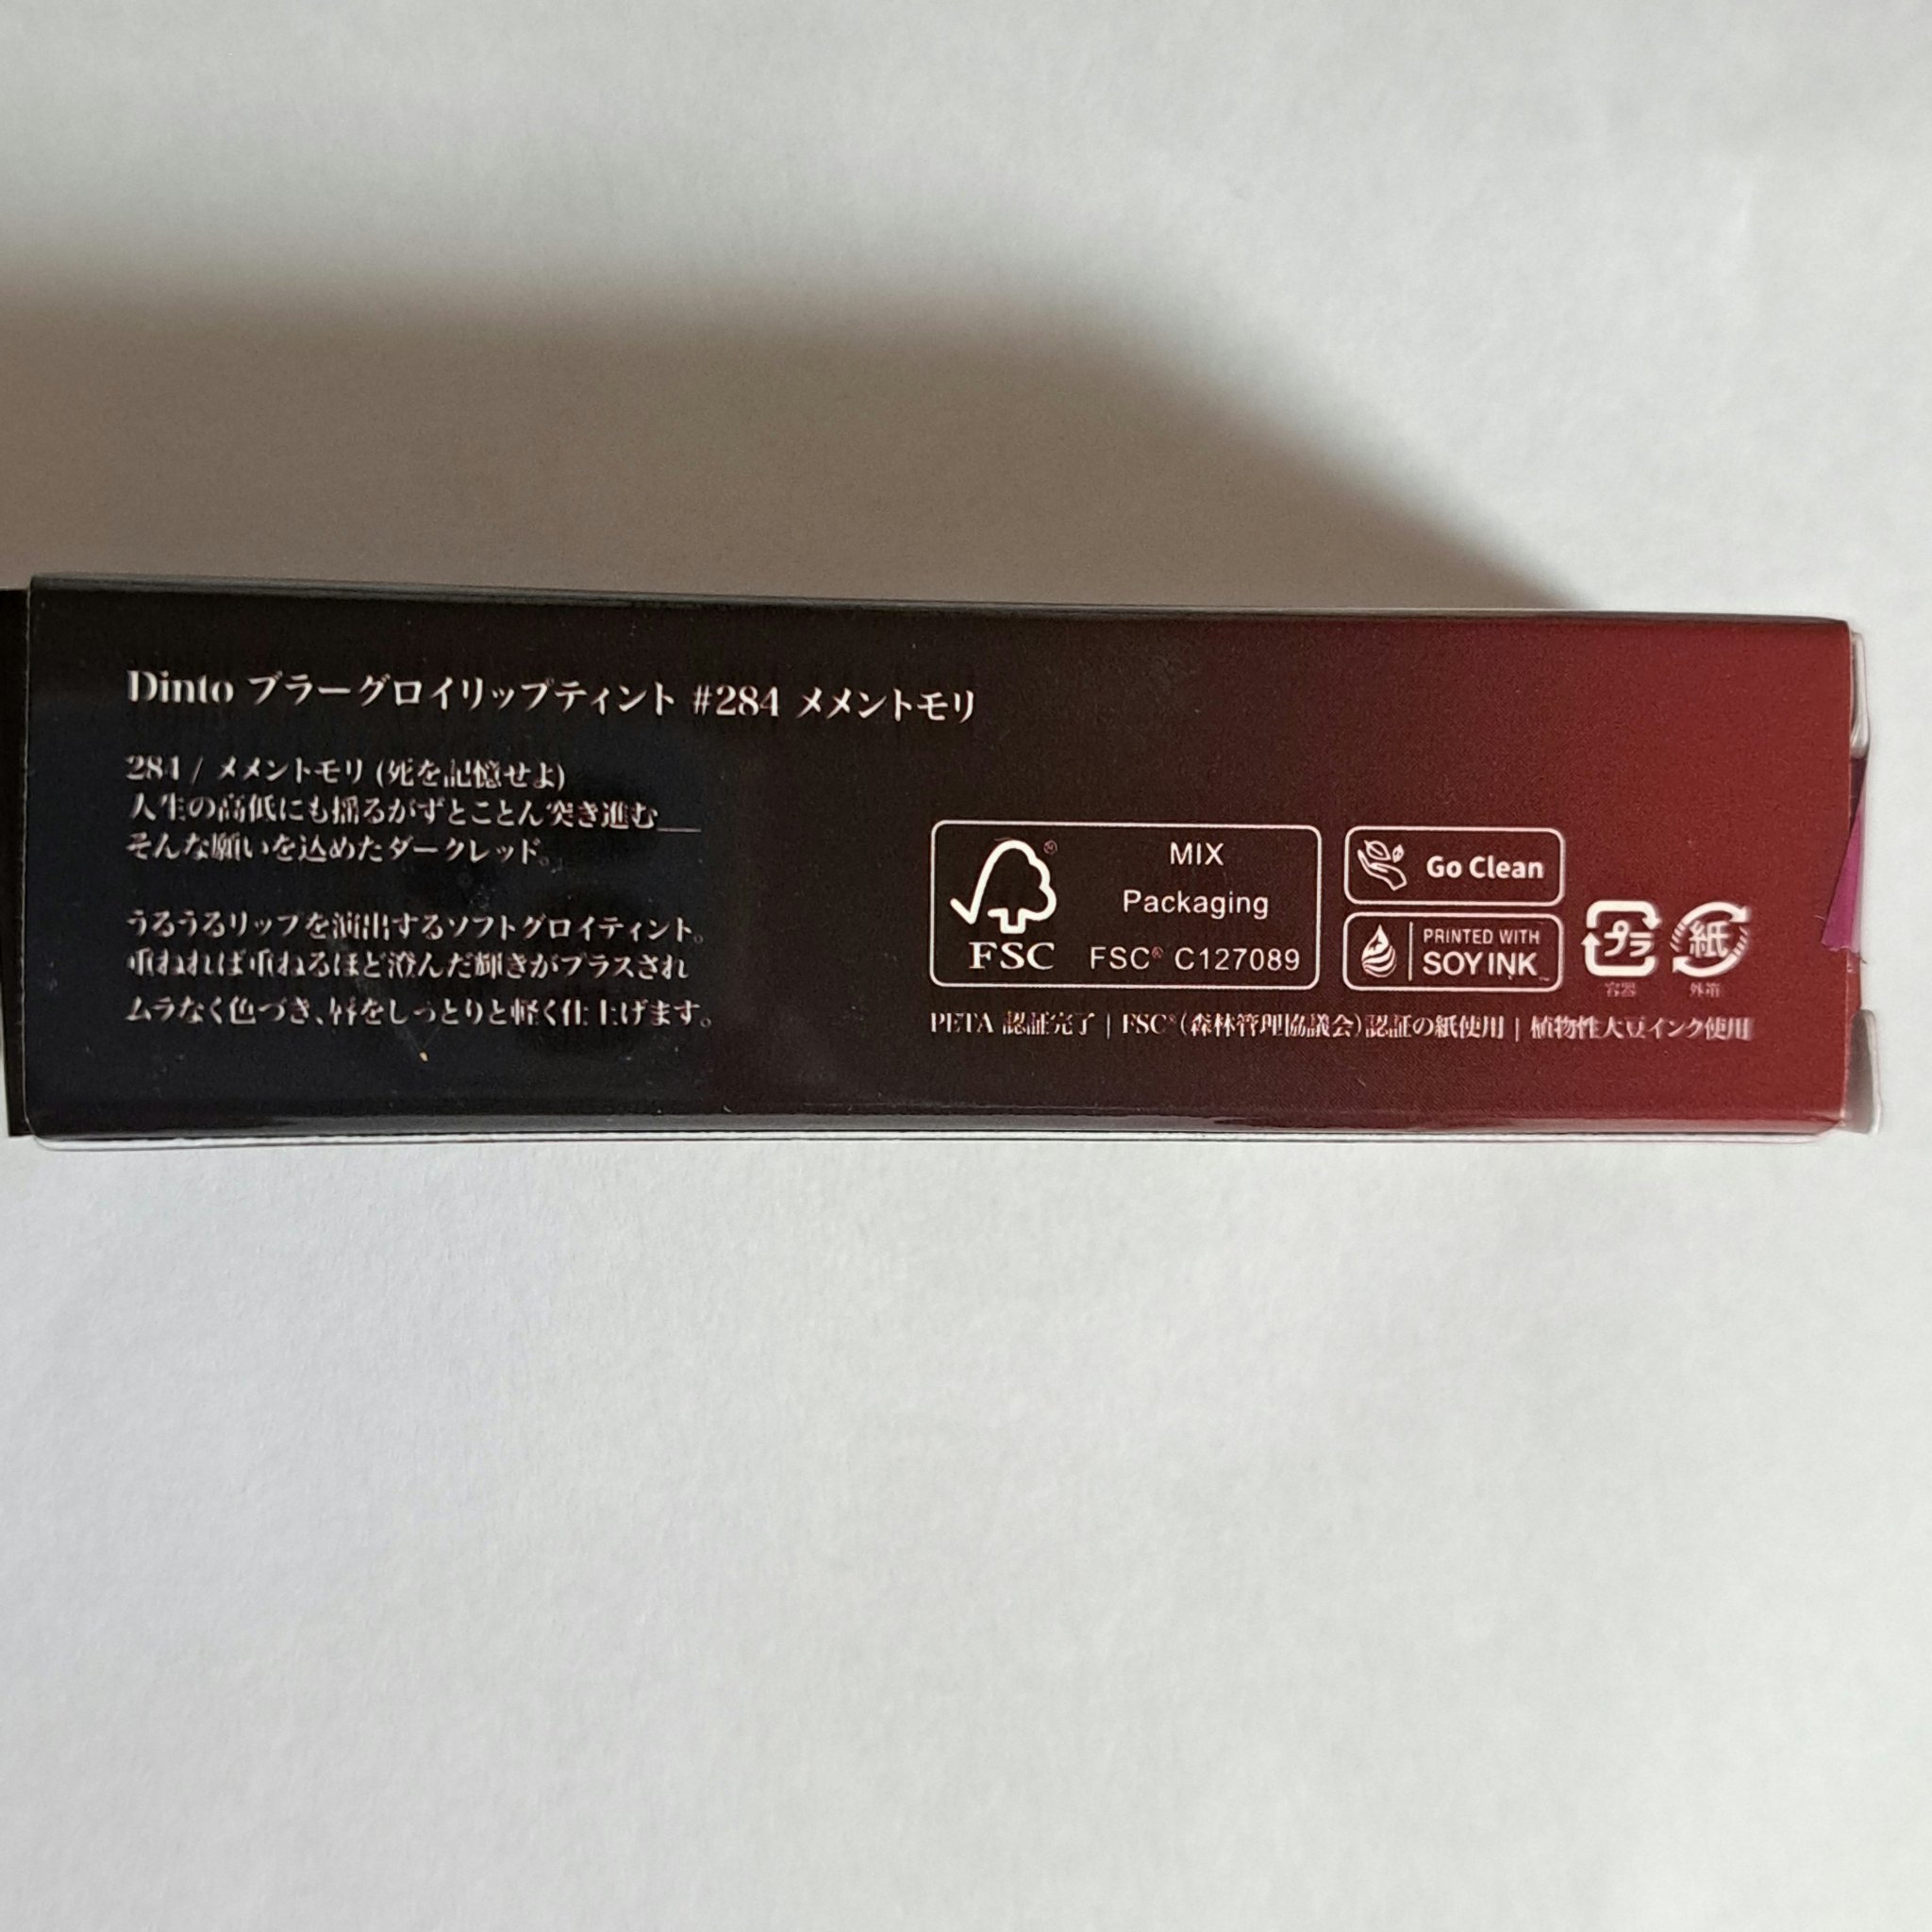 Dinto ブラーグロイリップティント #284 メメントモリ
284 / メメントモリ (死を記憶せよ)
人生の高低にも揺るがずとことん突き進む__
そんな願いを込めたダークレッド。
うるうるリップを演出するソフトグロイティント。
重ねれば重ねるほど澄んだ輝きがプラスされ
ムラなく色づき、唇をしっとりと軽く仕上げます。
FSC®
MIX
Packaging
FSC® C127089
Go Clean
PRINTED WITH
SOY INK™
プラ
容器
紙
外箱
PETA 認証完了 | FSC®(森林管理協議会)認証の紙使用 | 植物性大豆インク使用